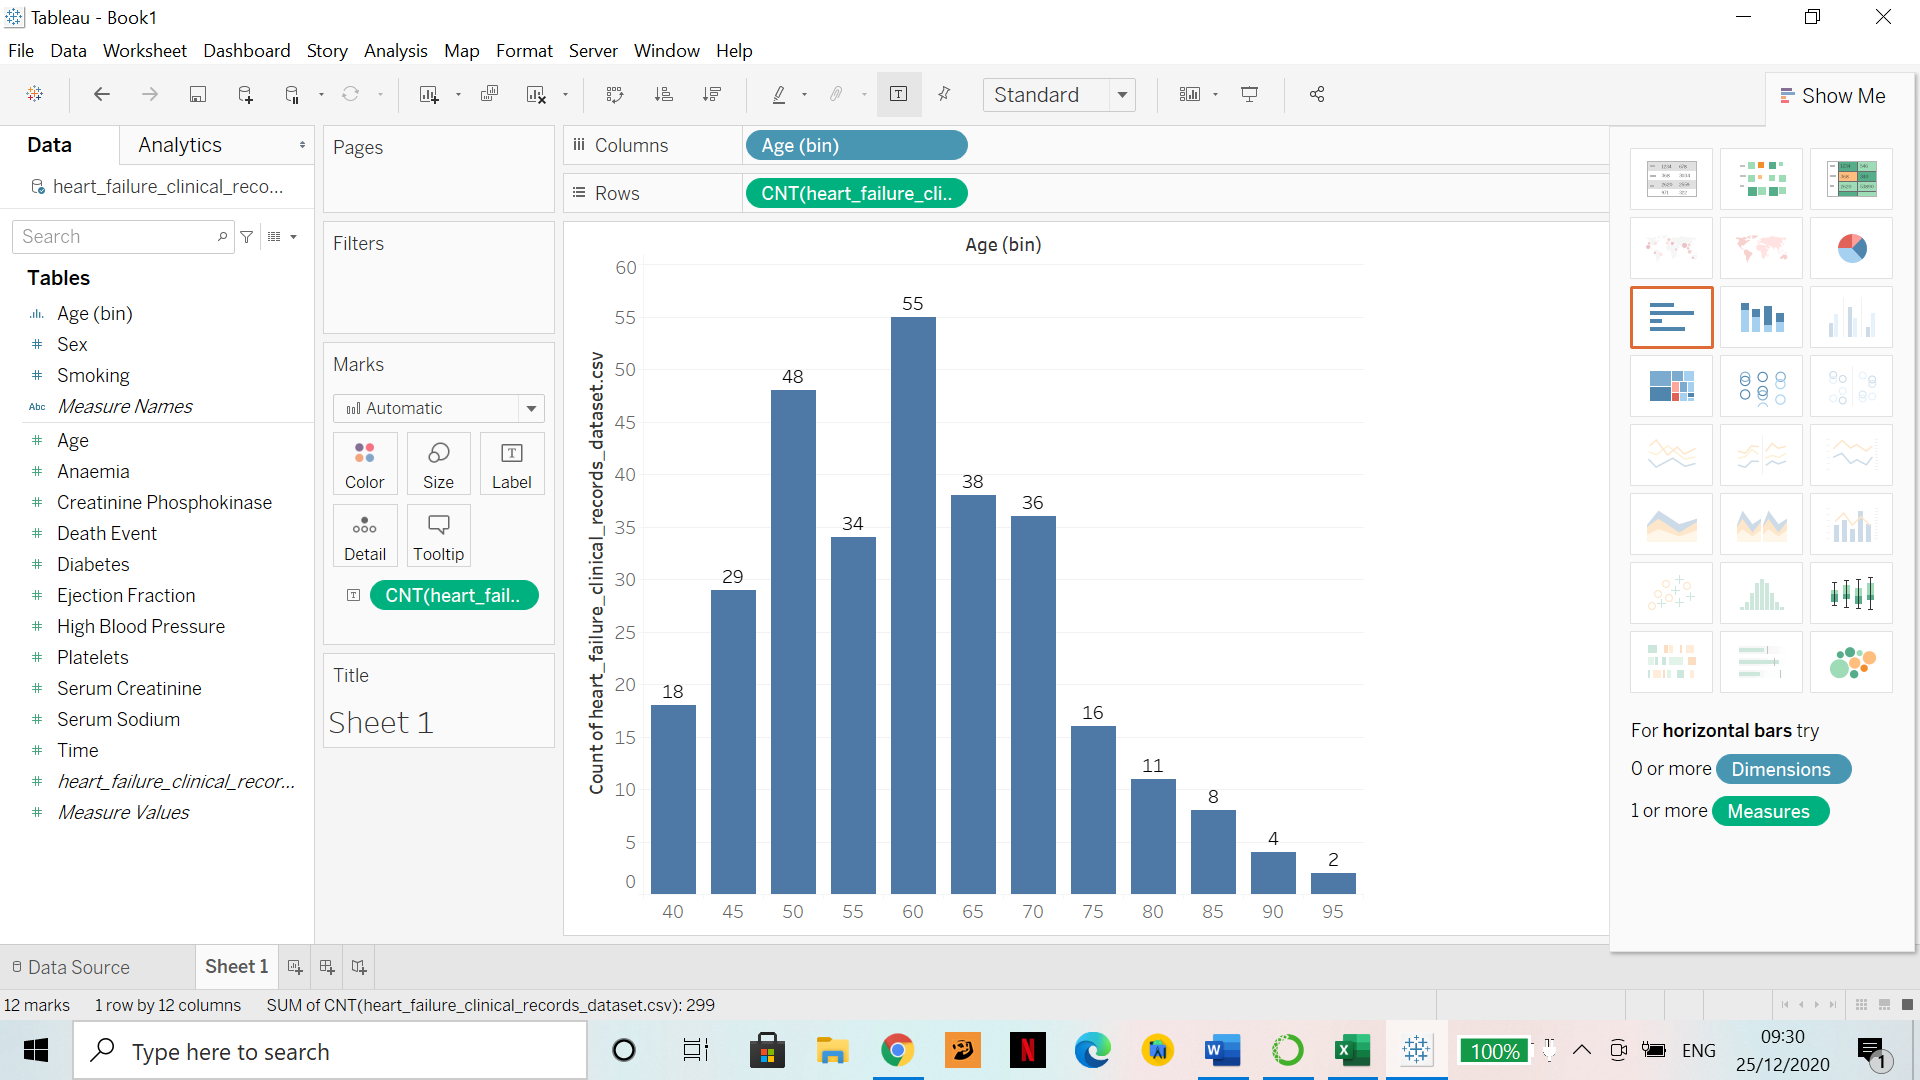 Tableau - Book1
File Data Worksheet Dashboard Story Analysis Map Format Server Window Help
Standard
Show Me
Data Analytics
heart_failure_clinical_reco...
Search
Tables
Age (bin)
Sex
Smoking
Abc Measure Names
Age
Anaemia
Creatinine Phosphokinase
Death Event
Diabetes
Ejection Fraction
High Blood Pressure
Platelets
Serum Creatinine
Serum Sodium
Time
heart_failure_clinical_recor...
Measure Values
Pages
Filters
Marks
Automatic
Color Size Label
Detail Tooltip
CNT(heart_fail..
Title
Sheet 1
Columns Age (bin)
Rows CNT(heart_failure_cli..
Age (bin)
Count of heart_failure_clinical_records_dataset.csv
60
55
50
45
40
35
30
25
20
15
10
5
0
18 29 48 34 55 38 36 16 11 8 4 2
40 45 50 55 60 65 70 75 80 85 90 95
For horizontal bars try
0 or more Dimensions
1 or more Measures
Data Source Sheet 1
12 marks 1 row by 12 columns SUM of CNT(heart_failure_clinical_records_dataset.csv): 299
Type here to search
100%
ENG
09:30
25/12/2020
1